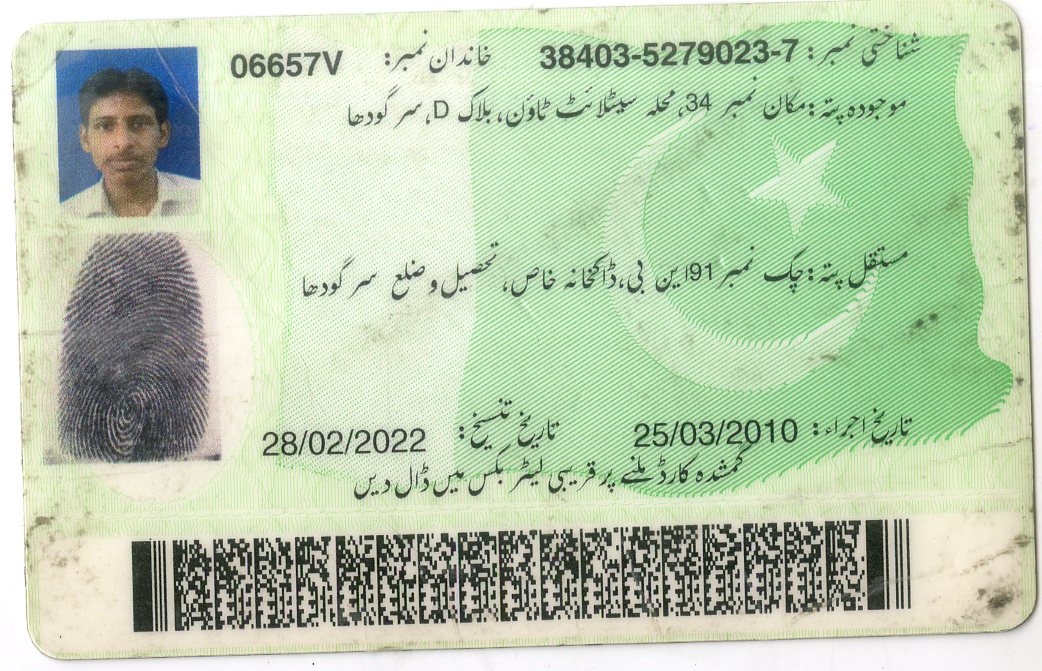 شناختی نمبر: 38403-5279023-7 خاندان نمبر: 06657V
موجودہ پتہ: مکان نمبر 34، محلہ سیٹلائٹ ٹاؤن، بلاک D، سرگودھا
مستقل پتہ: چک نمبر 91 این بی، ڈاکخانہ خاص، تحصیل و ضلع سرگودھا
تاریخ اجراء: 25/03/2010 تاریخ تنسیخ: 28/02/2022
گمشدہ کارڈ ملنے پر قریبی لیٹر بکس میں ڈال دیں